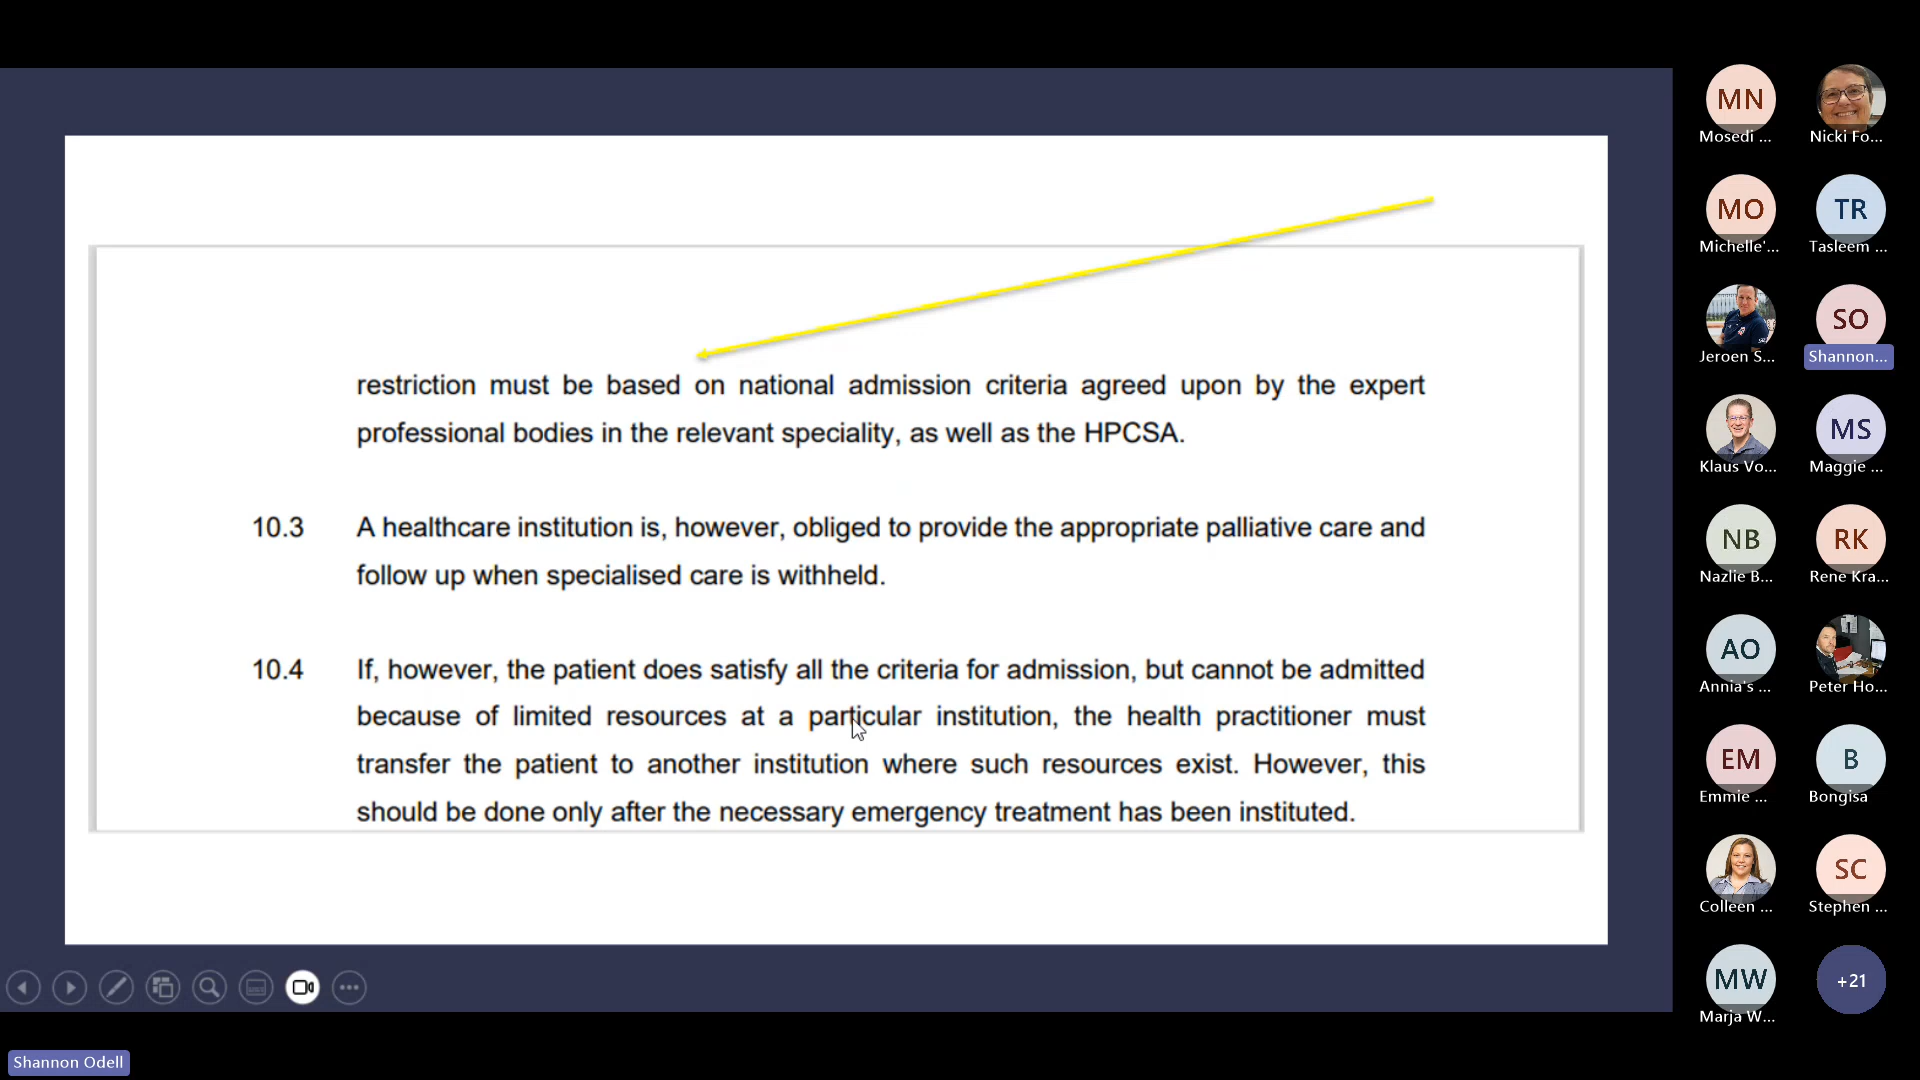 restriction must be based on national admission criteria agreed upon by the expert
professional bodies in the relevant speciality, as well as the HPCSA.
10.3 A healthcare institution is, however, obliged to provide the appropriate palliative care and
follow up when specialised care is withheld.
10.4 If, however, the patient does satisfy all the criteria for admission, but cannot be admitted
because of limited resources at a particular institution, the health practitioner must
transfer the patient to another institution where such resources exist. However, this
should be done only after the necessary emergency treatment has been instituted.
Shannon Odell
MN
Mosedi ...
Nicki Fo...
MO
Michelle'...
TR
Tasleem ...
Jeroen S...
SO
Shannon...
Klaus Vo...
MS
Maggie ...
NB
Nazlie B...
RK
Rene Kra...
AO
Annia's ...
Peter Ho...
EM
Emmie ...
B
Bongisa
Colleen ...
SC
Stephen ...
MW
Marja W...
+21